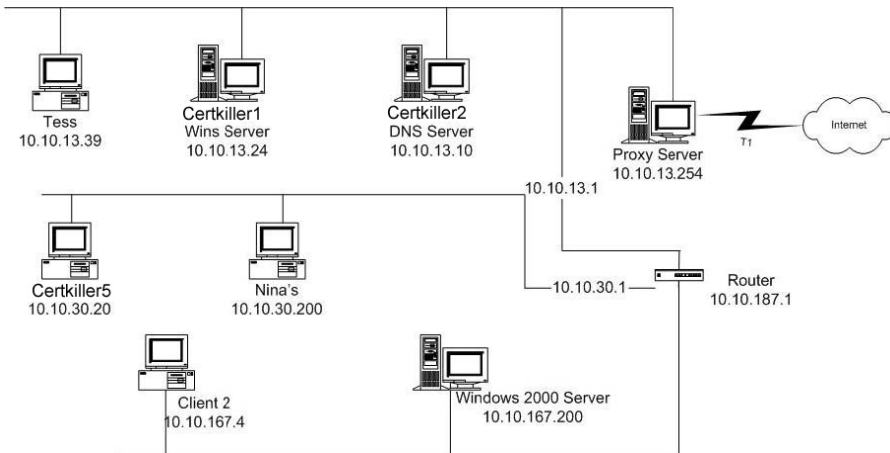 Tess
10.10.13.39
Certkiller1
Wins Server
10.10.13.24
Certkiller2
DNS Server
10.10.13.10
Proxy Server
10.10.13.254
T1
Internet
10.10.13.1
Certkiller5
10.10.30.20
Nina's
10.10.30.200
10.10.30.1
Router
10.10.187.1
Client 2
10.10.167.4
Windows 2000 Server
10.10.167.200